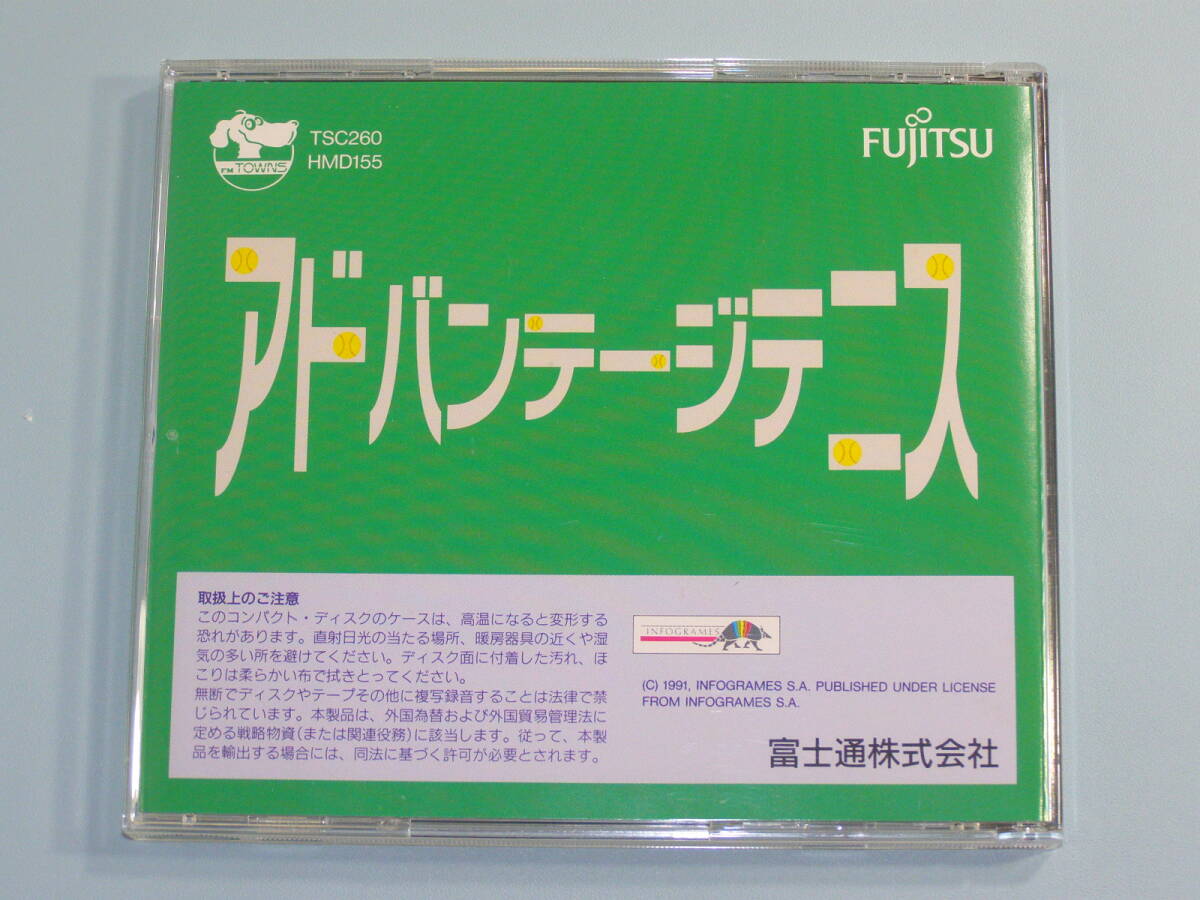 FM TOWNS
TSC260
HMD155
FUJITSU
アドバンテージテニス
取扱上のご注意
このコンパクト・ディスクのケースは、高温になると変形する
恐れがあります。直射日光の当たる場所、暖房器具の近くや湿
気の多い所を避けてください。ディスク面に付着した汚れ、ほ
こりは柔らかい布で拭きとってください。
無断でディスクやテープその他に複写録音することは法律で禁
じられています。本製品は、外国為替および外国貿易管理法に
定める戦略物資(または関連役務)に該当します。従って、本製
品を輸出する場合には、同法に基づく許可が必要とされます。
INFOGRAMES
(C) 1991, INFOGRAMES S.A. PUBLISHED UNDER LICENSE
FROM INFOGRAMES S.A.
富士通株式会社